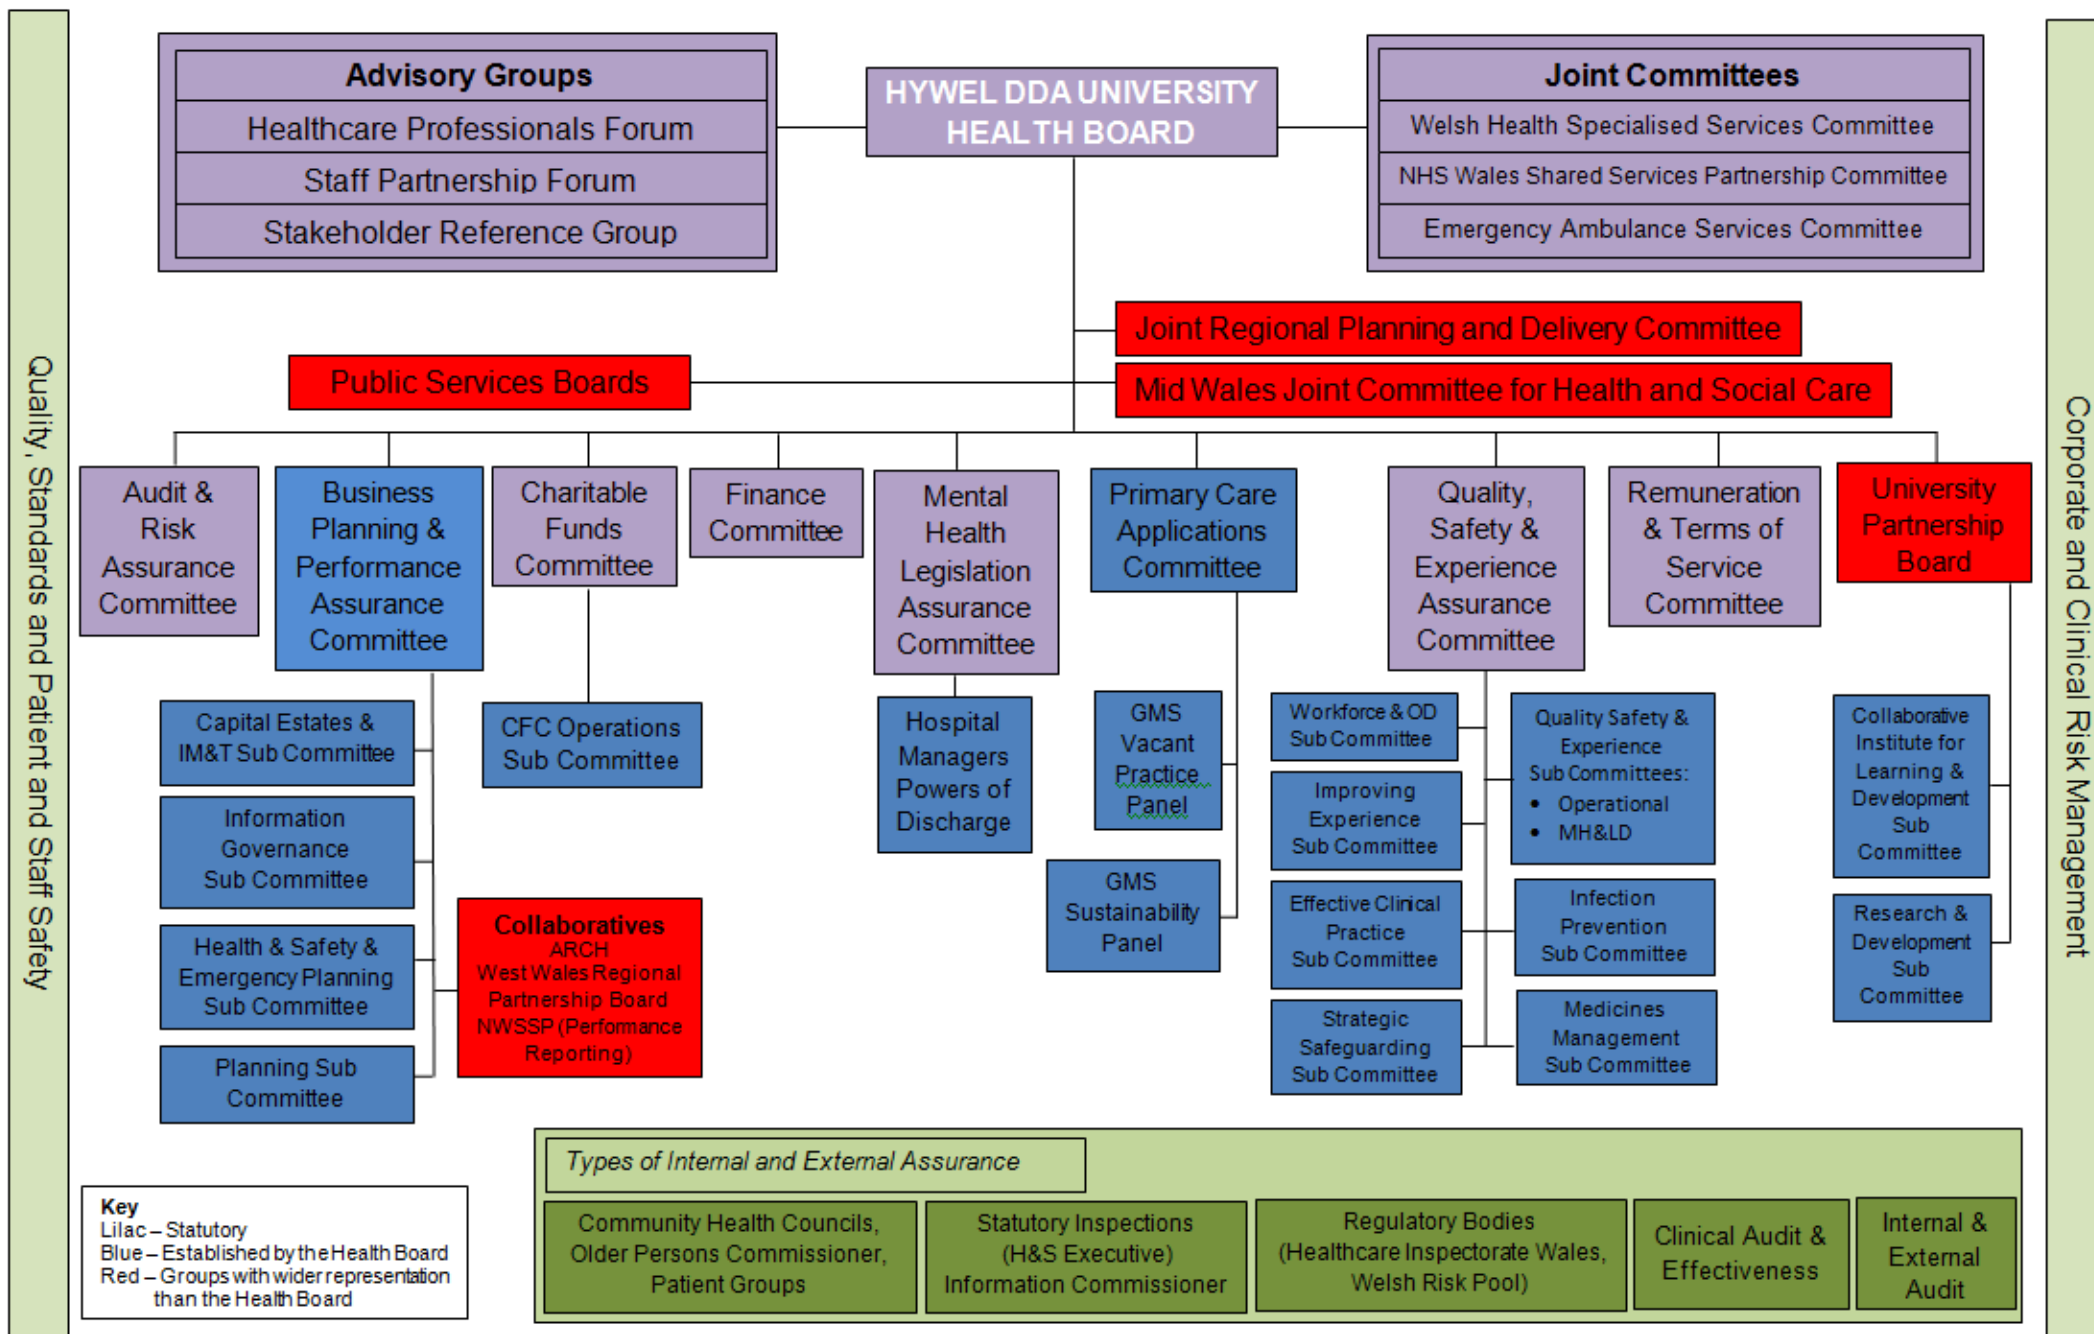 Quality, Standards and Patient and Staff Safety
Advisory Groups
Healthcare Professionals Forum
Staff Partnership Forum
Stakeholder Reference Group
HYWEL DDA UNIVERSITY
HEALTH BOARD
Joint Committees
Welsh Health Specialised Services Committee
NHS Wales Shared Services Partnership Committee
Emergency Ambulance Services Committee
Corporate and Clinical Risk Management
Joint Regional Planning and Delivery Committee
Public Services Boards
Mid Wales Joint Committee for Health and Social Care
Audit &
Risk
Assurance
Committee
Business
Planning &
Performance
Assurance
Committee
Charitable
Funds
Committee
Finance
Committee
Mental
Health
Legislation
Assurance
Committee
Primary Care
Applications
Committee
Quality,
Safety &
Experience
Assurance
Committee
Remuneration
& Terms of
Service
Committee
University
Partnership
Board
Capital Estates &
IM&T Sub Committee
Information
Governance
Sub Committee
Health & Safety &
Emergency Planning
Sub Committee
Planning Sub
Committee
Collaboratives
ARCH
West Wales Regional
Partnership Board
NWSSP (Performance
Reporting)
CFC Operations
Sub Committee
Hospital
Managers
Powers of
Discharge
GMS
Vacant
Practice
Panel
GMS
Sustainability
Panel
Workforce & OD
Sub Committee
Improving
Experience
Sub Committee
Effective Clinical
Practice
Sub Committee
Strategic
Safeguarding
Sub Committee
Quality Safety &
Experience
Sub Committees:
• Operational
• MH&LD
Infection
Prevention
Sub Committee
Medicines
Management
Sub Committee
Collaborative
Institute for
Learning &
Development
Sub
Committee
Research &
Development
Sub
Committee
Key
Lilac – Statutory
Blue – Established by the Health Board
Red – Groups with wider representation
than the Health Board
Types of Internal and External Assurance
Community Health Councils,
Older Persons Commissioner,
Patient Groups
Statutory Inspections
(H&S Executive)
Information Commissioner
Regulatory Bodies
(Healthcare Inspectorate Wales,
Welsh Risk Pool)
Clinical Audit &
Effectiveness
Internal &
External
Audit